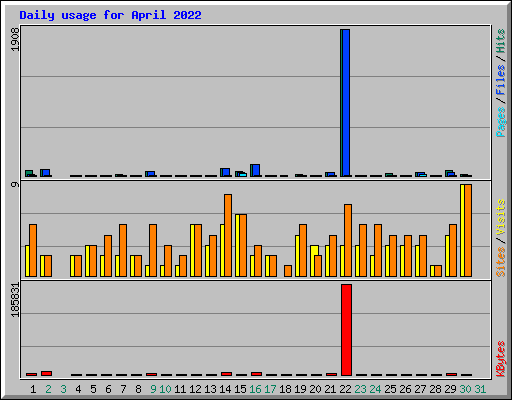 Daily usage for April 2022
1908
Pages / Files / Hits
9
Sites / Visits
185831
KBytes
1 2 3 4 5 6 7 8 9 10 11 12 13 14 15 16 17 18 19 20 21 22 23 24 25 26 27 28 29 30 31